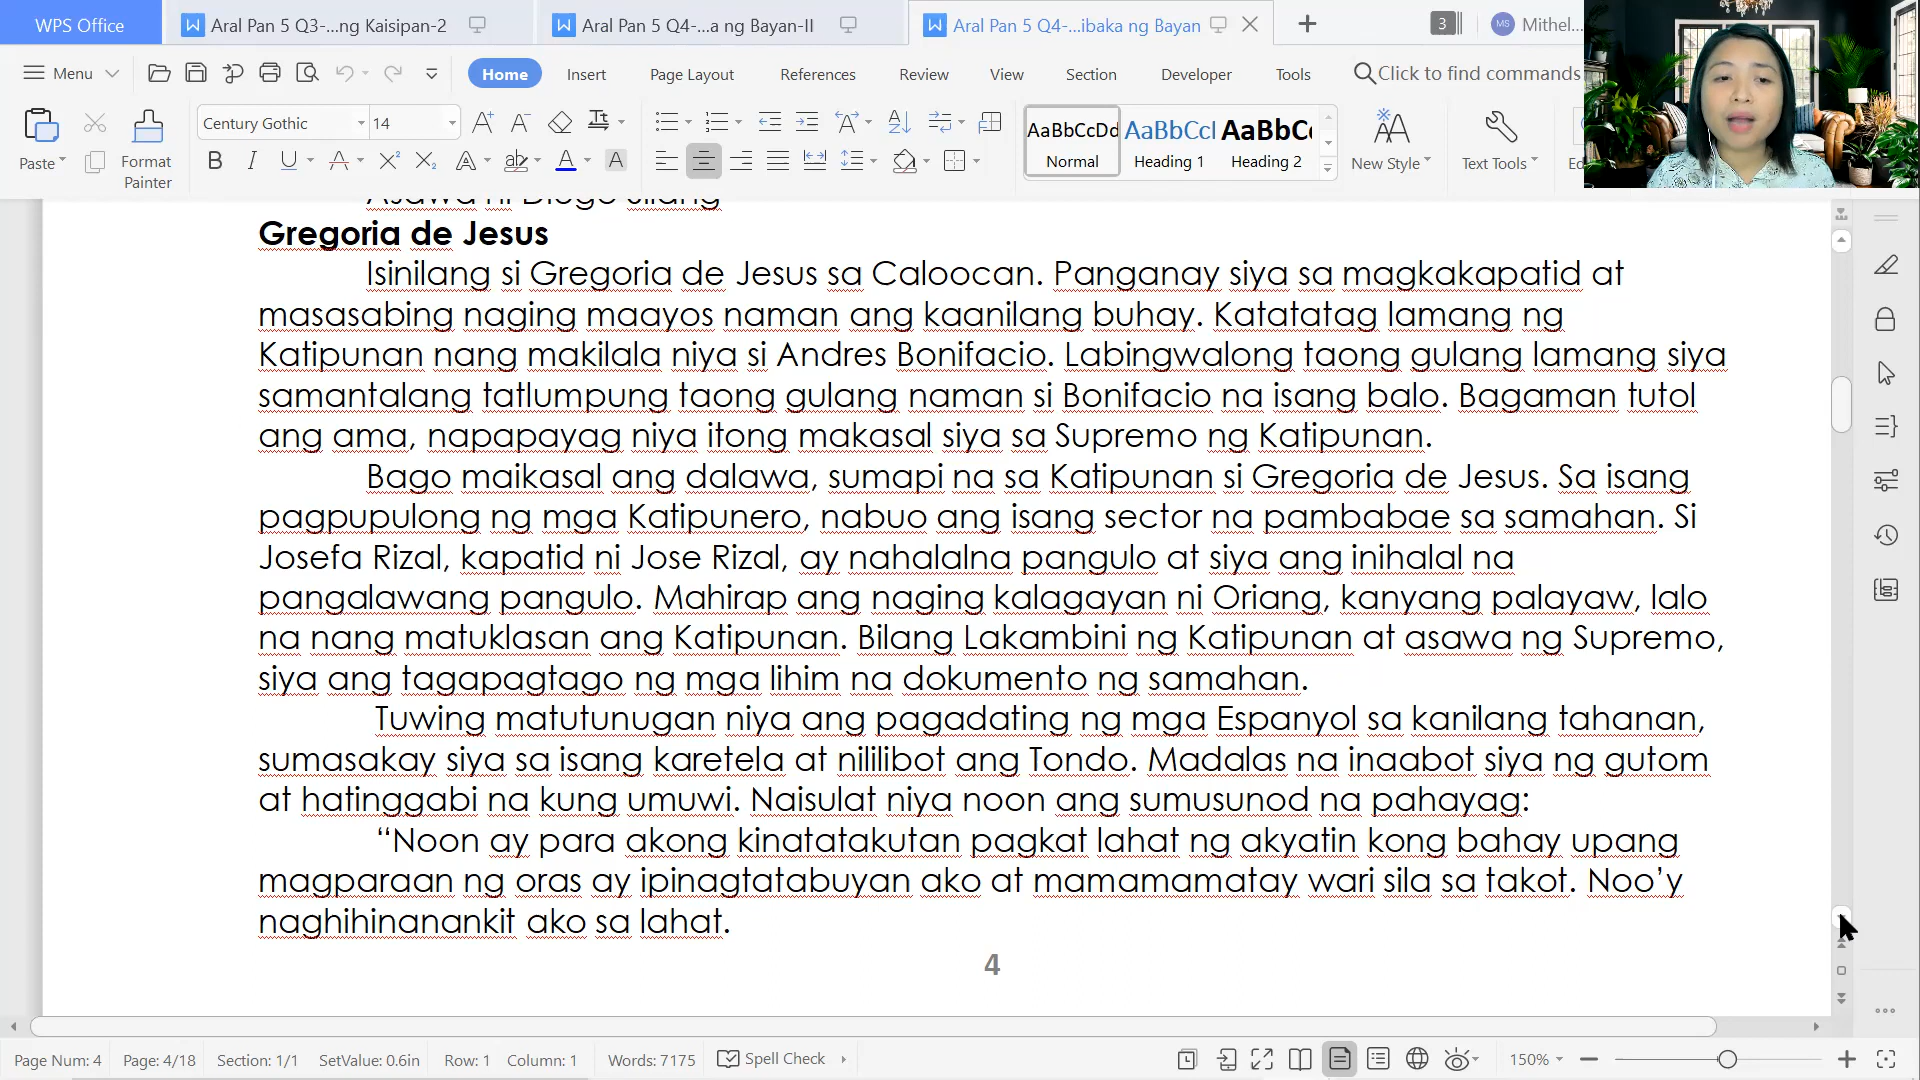 WPS Office
Aral Pan 5 Q3-...ng Kaisipan-2
Aral Pan 5 Q4-...a ng Bayan-II
Aral Pan 5 Q4-...ibaka ng Bayan
3
MS
Mithel...
Menu
Home
Insert
Page Layout
References
Review
View
Section
Developer
Tools
Click to find commands
Paste
Format
Painter
Century Gothic
14
AaBbCcDd
Normal
AaBbCcl
Heading 1
AaBbCc
Heading 2
New Style
Text Tools
Asawa ni Diego Silang
Gregoria de Jesus
Isinilang si Gregoria de Jesus sa Caloocan. Panganay siya sa magkakapatid at
masasabing naging maayos naman ang kaanilang buhay. Katatatag lamang ng
Katipunan nang makilala niya si Andres Bonifacio. Labingwalong taong gulang lamang siya
samantalang tatlumpung taong gulang naman si Bonifacio na isang balo. Bagaman tutol
ang ama, napapayag niya itong makasal siya sa Supremo ng Katipunan.
Bago maikasal ang dalawa, sumapi na sa Katipunan si Gregoria de Jesus. Sa isang
pagpupulong ng mga Katipunero, nabuo ang isang sector na pambabae sa samahan. Si
Josefa Rizal, kapatid ni Jose Rizal, ay nahalalna pangulo at siya ang inihalal na
pangalawang pangulo. Mahirap ang naging kalagayan ni Oriang, kanyang palayaw, lalo
na nang matuklasan ang Katipunan. Bilang Lakambini ng Katipunan at asawa ng Supremo,
siya ang tagapagtago ng mga lihim na dokumento ng samahan.
Tuwing matutunugan niya ang pagadating ng mga Espanyol sa kanilang tahanan,
sumasakay siya sa isang karetela at nililibot ang Tondo. Madalas na inaabot siya ng gutom
at hatinggabi na kung umuwi. Naisulat niya noon ang sumusunod na pahayag:
“Noon ay para akong kinatatakutan pagkat lahat ng akyatin kong bahay upang
magparaan ng oras ay ipinagtatabuyan ako at mamamamatay wari sila sa takot. Noo’y
naghihinanankit ako sa lahat.
4
Page Num: 4
Page: 4/18
Section: 1/1
SetValue: 0.6in
Row: 1
Column: 1
Words: 7175
Spell Check
150%